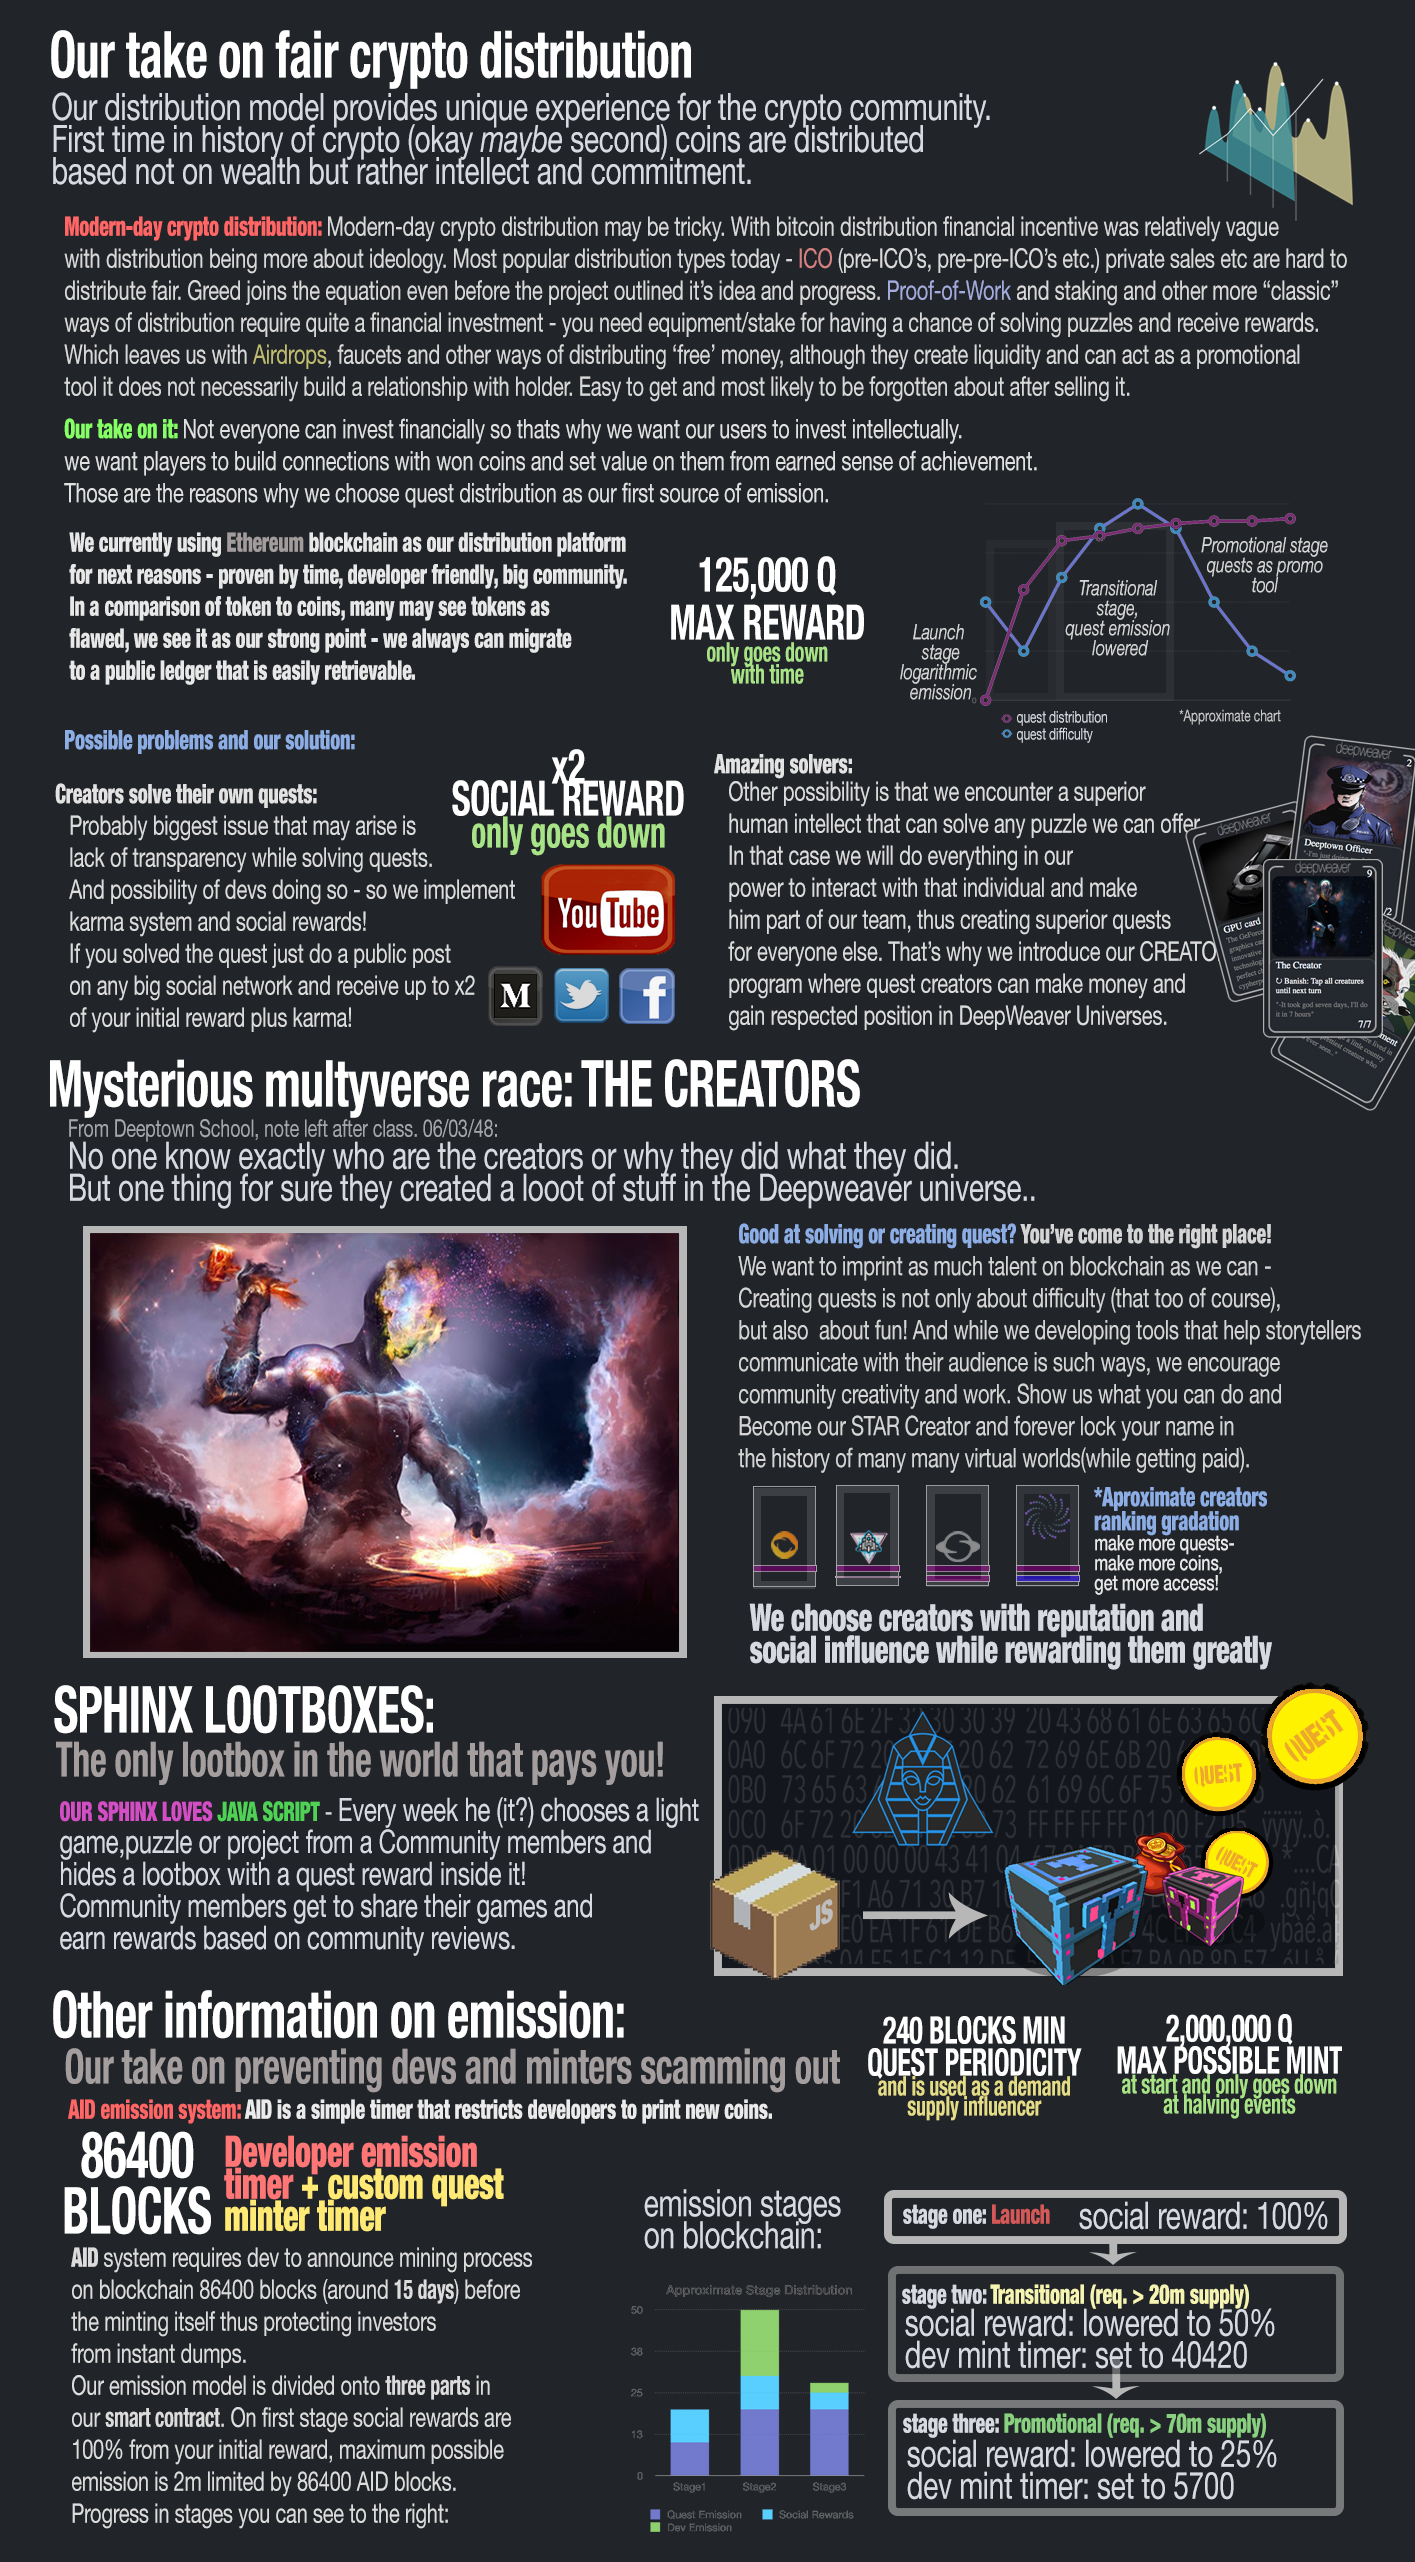 Our take on fair crypto distribution
Our distribution model provides unique experience for the crypto community.
First time in history of crypto (okay maybe second) coins are distributed
based not on wealth but rather intellect and commitment.
Modern-day crypto distribution: Modern-day crypto distribution may be tricky. With bitcoin distribution financial incentive was relatively vague
with distribution being more about ideology. Most popular distribution types today - ICO (pre-ICO's, pre-pre-ICO's etc.) private sales etc are hard to
distribute fair. Greed joins the equation even before the project outlined it's idea and progress. Proof-of-Work and staking and other more “classic”
ways of distribution require quite a financial investment - you need equipment/stake for having a chance of solving puzzles and receive rewards.
Which leaves us with Airdrops, faucets and other ways of distributing ‘free’ money, although they create liquidity and can act as a promotional
tool it does not necessarily build a relationship with holder. Easy to get and most likely to be forgotten about after selling it.
Our take on it: Not everyone can invest financially so thats why we want our users to invest intellectually.
we want players to build connections with won coins and set value on them from earned sense of achievement.
Those are the reasons why we choose quest distribution as our first source of emission.
We currently using Ethereum blockchain as our distribution platform
for next reasons - proven by time, developer friendly, big community.
In a comparison of token to coins, many may see tokens as
flawed, we see it as our strong point - we always can migrate
to a public ledger that is easily retrievable.
125,000 Q
MAX REWARD
only goes down
with time
Launch
stage
logarithmic
emission
0
Transitional
stage,
quest emission
lowered
Promotional stage
quests as promo
tool
quest distribution
quest difficulty
*Approximate chart
Possible problems and our solution:
Creators solve their own quests:
Probably biggest issue that may arise is
lack of transparency while solving quests.
And possibility of devs doing so - so we implement
karma system and social rewards!
If you solved the quest just do a public post
on any big social network and receive up to x2
of your initial reward plus karma!
x2
SOCIAL REWARD
only goes down
You Tube
M
f
Amazing solvers:
Other possibility is that we encounter a superior
human intellect that can solve any puzzle we can offer
In that case we will do everything in our
power to interact with that individual and make
him part of our team, thus creating superior quests
for everyone else. That's why we introduce our CREATO
program where quest creators can make money and
gain respected position in DeepWeaver Universes.
deepweaver
2
Deeptown Officer
deepweaver
GPU card
deepweaver
9
The Creator
Banish: Tap all creatures
until next turn
"-It took god seven days, I'll do
it in 7 hours"
7/7
Mysterious multyverse race: THE CREATORS
From Deeptown School, note left after class. 06/03/48:
No one know exactly who are the creators or why they did what they did.
But one thing for sure they created a looot of stuff in the Deepweaver universe..
Good at solving or creating quest? You've come to the right place!
We want to imprint as much talent on blockchain as we can -
Creating quests is not only about difficulty (that too of course),
but also about fun! And while we developing tools that help storytellers
communicate with their audience is such ways, we encourage
community creativity and work. Show us what you can do and
Become our STAR Creator and forever lock your name in
the history of many many virtual worlds(while getting paid).
*Aproximate creators
ranking gradation
make more quests-
make more coins,
get more access!
We choose creators with reputation and
social influence while rewarding them greatly
SPHINX LOOTBOXES:
The only lootbox in the world that pays you!
OUR SPHINX LOVES JAVA SCRIPT - Every week he (it?) chooses a light
game,puzzle or project from a Community members and
hides a lootbox with a quest reward inside it!
Community members get to share their games and
earn rewards based on community reviews.
JS
QUEST
QUEST
QUEST
Other information on emission:
Our take on preventing devs and minters scamming out
AID emission system: AID is a simple timer that restricts developers to print new coins.
240 BLOCKS MIN
QUEST PERIODICITY
and is used as a demand
supply influencer
2,000,000 Q
MAX POSSIBLE MINT
at start and only goes down
at halving events
86400
BLOCKS
Developer emission
timer + custom quest
minter timer
AID system requires dev to announce mining process
on blockchain 86400 blocks (around 15 days) before
the minting itself thus protecting investors
from instant dumps.
Our emission model is divided onto three parts in
our smart contract. On first stage social rewards are
100% from your initial reward, maximum possible
emission is 2m limited by 86400 AID blocks.
Progress in stages you can see to the right:
emission stages
on blockchain:
Approximate Stage Distribution
50
38
25
13
0
Stage1
Stage2
Stage3
Quest Emission
Social Rewards
Dev Emission
stage one: Launch social reward: 100%
stage two: Transitional (req. > 20m supply)
social reward: lowered to 50%
dev mint timer: set to 40420
stage three: Promotional (req. > 70m supply)
social reward: lowered to 25%
dev mint timer: set to 5700